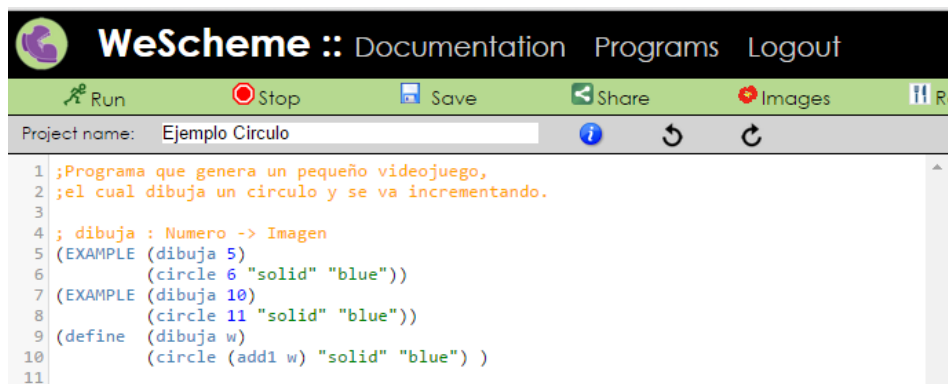 WeScheme :: Documentation Programs Logout
Run Stop Save Share Images R
Project name: Ejemplo Circulo
1 ;Programa que genera un pequeño videojuego,
2 ;el cual dibuja un circulo y se va incrementando.
3
4 ; dibuja : Numero -> Imagen
5 (EXAMPLE (dibuja 5)
6 (circle 6 "solid" "blue"))
7 (EXAMPLE (dibuja 10)
8 (circle 11 "solid" "blue"))
9 (define (dibuja w)
10 (circle (add1 w) "solid" "blue") )
11